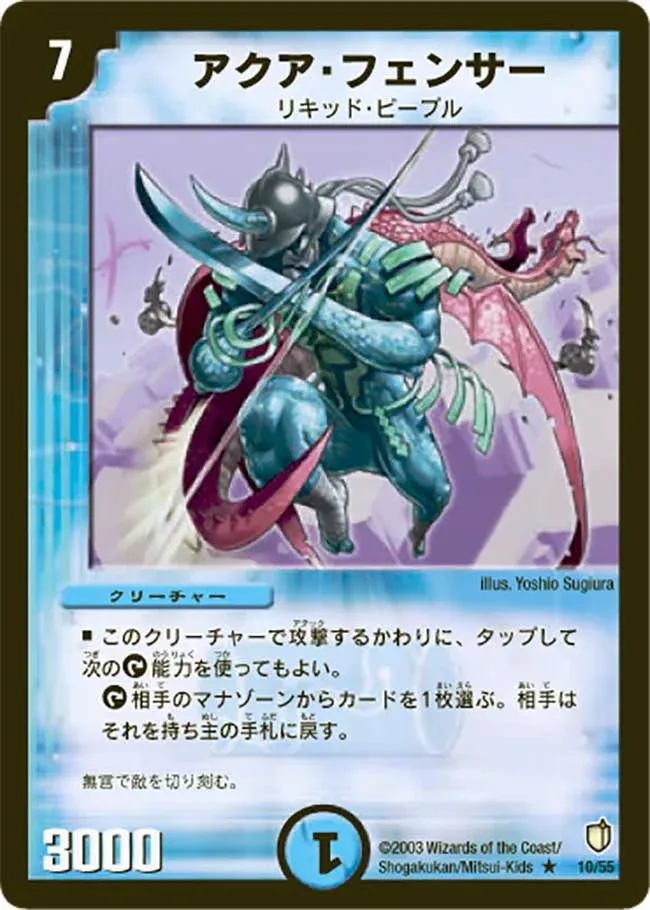 7
アクア・フェンサー
リキッド・ピープル
illus. Yoshio Sugiura
クリーチャー
■ このクリーチャーで攻撃するかわりに、タップして
次の 能力を使ってもよい。
相手のマナゾーンからカードを1枚選ぶ。相手は
それを持ち主の手札に戻す。
無言で敵を切り刻む。
3000
1
©2003 Wizards of the Coast/
Shogakukan/Mitsui-Kids ★ 10/55